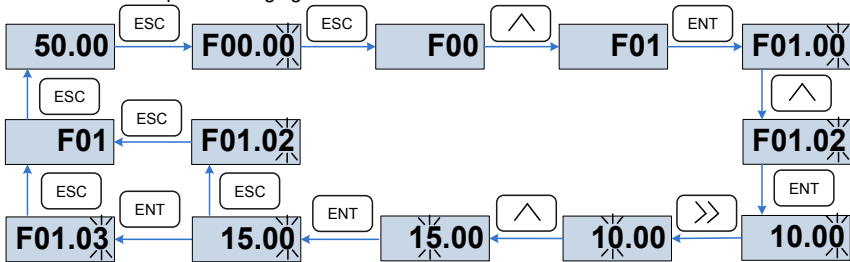 ESC ESC ENT
50.00 F00.00 F00 F01 F01.00
ESC
ESC
F01 F01.02 F01.02
ESC ENT ESC ENT ENT
F01.03 15.00 15.00 10.00 10.00